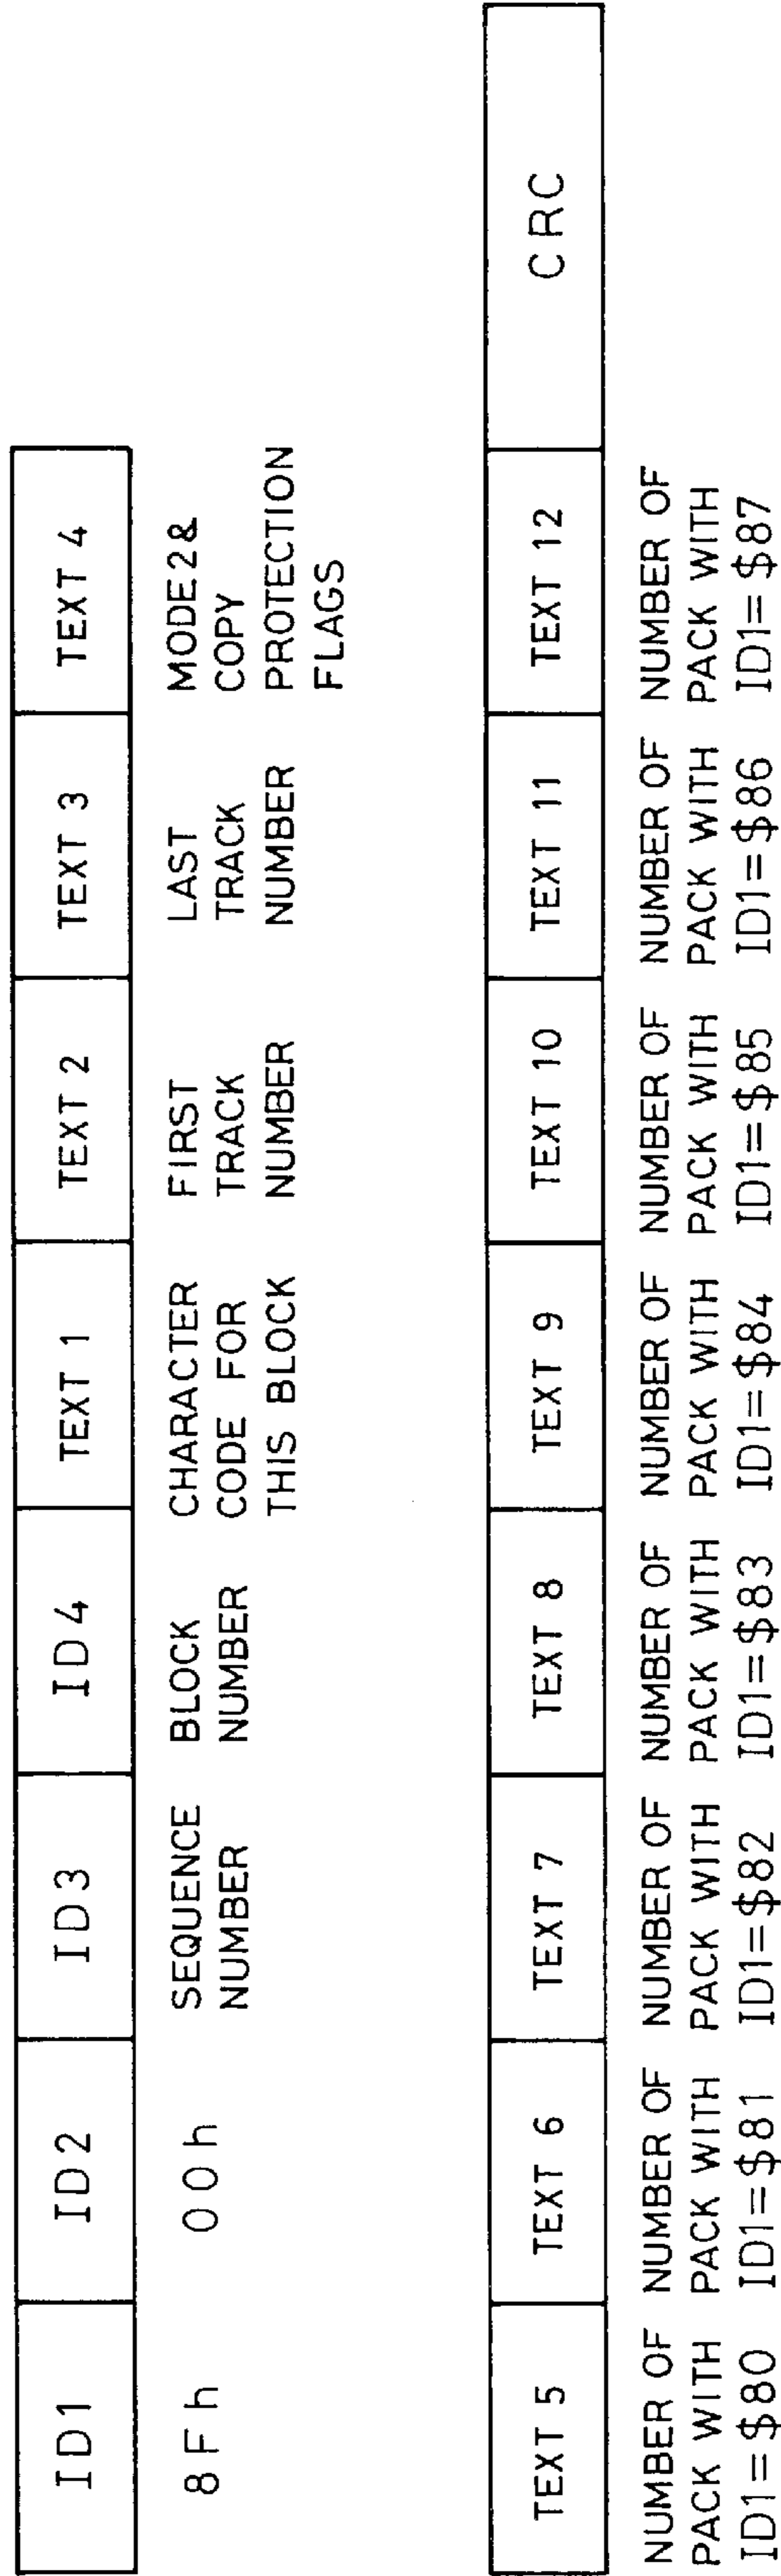 ID1 ID2 ID3 ID4 TEXT 1 TEXT 2 TEXT 3 TEXT 4
8Fh
00h
SEQUENCE
NUMBER
BLOCK
NUMBER
CHARACTER
CODE FOR
THIS BLOCK
FIRST
TRACK
NUMBER
LAST
TRACK
NUMBER
MODE2&
COPY
PROTECTION
FLAGS
TEXT 5 TEXT 6 TEXT 7 TEXT 8 TEXT 9 TEXT 10 TEXT 11 TEXT 12 CRC
NUMBER OF
PACK WITH
ID1=$80
NUMBER OF
PACK WITH
ID1=$81
NUMBER OF
PACK WITH
ID1=$82
NUMBER OF
PACK WITH
ID1=$83
NUMBER OF
PACK WITH
ID1=$84
NUMBER OF
PACK WITH
ID1=$85
NUMBER OF
PACK WITH
ID1=$86
NUMBER OF
PACK WITH
ID1=$87